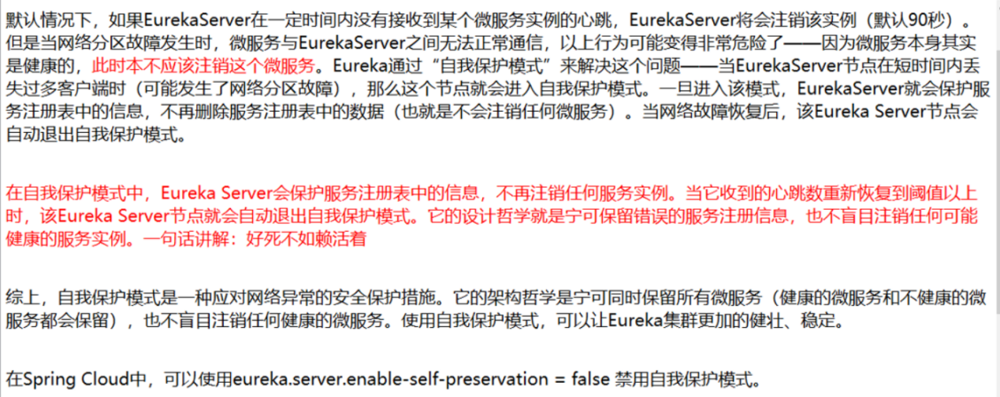 默认情况下，如果EurekaServer在一定时间内没有接收到某个微服务实例的心跳，EurekaServer将会注销该实例（默认90秒）。
但是当网络分区故障发生时，微服务与EurekaServer之间无法正常通信，以上行为可能变得非常危险了——因为微服务本身其实
是健康的，此时本不应该注销这个微服务。Eureka通过“自我保护模式”来解决这个问题——当EurekaServer节点在短时间内丢
失过多客户端时（可能发生了网络分区故障），那么这个节点就会进入自我保护模式。一旦进入该模式，EurekaServer就会保护服
务注册表中的信息，不再删除服务注册表中的数据（也就是不会注销任何微服务）。当网络故障恢复后，该Eureka Server节点会
自动退出自我保护模式。
在自我保护模式中，Eureka Server会保护服务注册表中的信息，不再注销任何服务实例。当它收到的心跳数重新恢复到阈值以上
时，该Eureka Server节点就会自动退出自我保护模式。它的设计哲学就是宁可保留错误的服务注册信息，也不盲目注销任何可能
健康的服务实例。一句话讲解：好死不如赖活着
综上，自我保护模式是一种应对网络异常的安全保护措施。它的架构哲学是宁可同时保留所有微服务（健康的微服务和不健康的微
服务都会保留），也不盲目注销任何健康的微服务。使用自我保护模式，可以让Eureka集群更加的健壮、稳定。
在Spring Cloud中，可以使用eureka.server.enable-self-preservation = false 禁用自我保护模式。